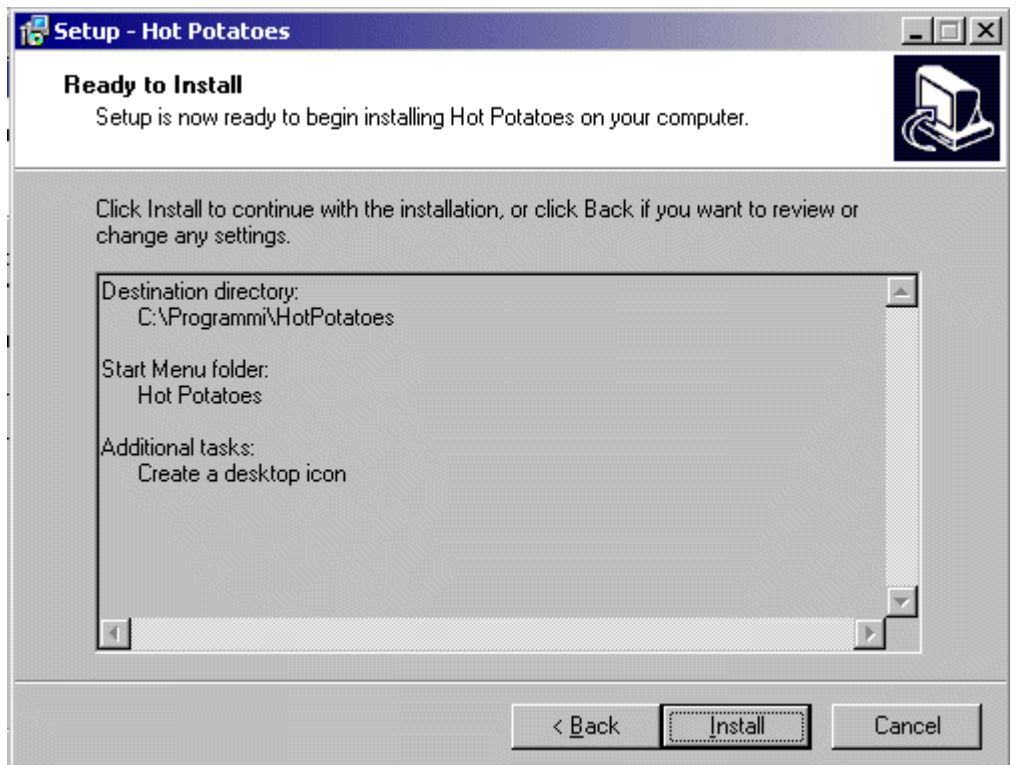 Setup - Hot Potatoes
Ready to Install
Setup is now ready to begin installing Hot Potatoes on your computer.
Click Install to continue with the installation, or click Back if you want to review or
change any settings.
Destination directory:
C:\Programmi\HotPotatoes
Start Menu folder:
Hot Potatoes
Additional tasks:
Create a desktop icon
< Back
Install
Cancel